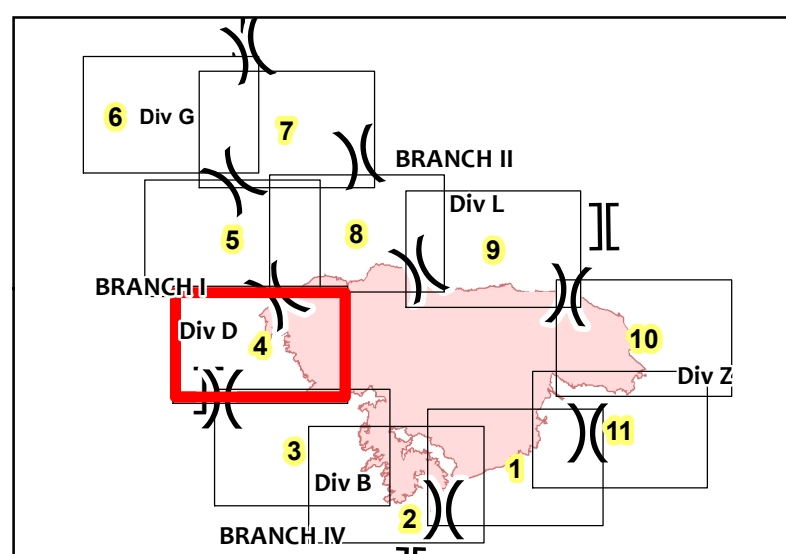 6
Div G
7
BRANCH II
Div L
5
8
9
BRANCH I
Div D
4
10
Div Z
3
11
1
Div B
2
BRANCH IV